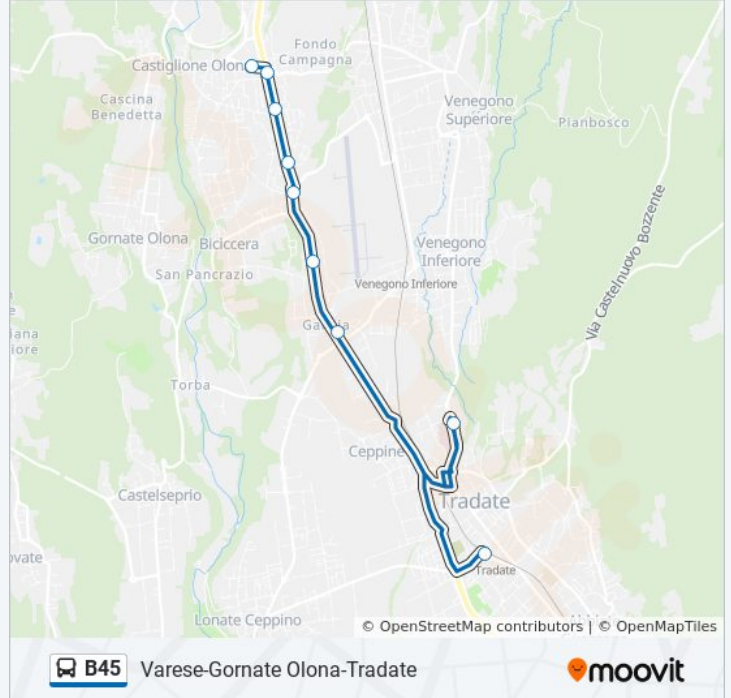 Fondo
Campagna
Castiglione Olona
Cascina
Benedetta
Venegono
Superiore
Pianbosco
Gornate Olona
Biciccera
San Pancrazio
Venegono
Inferiore
Venegono Inferiore
Via Castelnuovo Bozzente
Torba
Ceppine
Castelseprio
Tradate
Tradate
Lonate Ceppino
© OpenStreetMap contributors | © OpenMapTiles
B45 Varese-Gornate Olona-Tradate
moovit